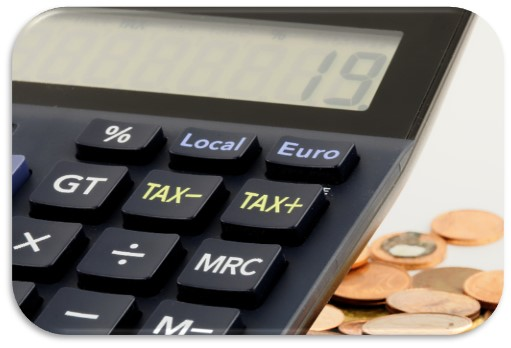 19
% Local Euro
GT TAX− TAX+
× ÷ MRC
− M−